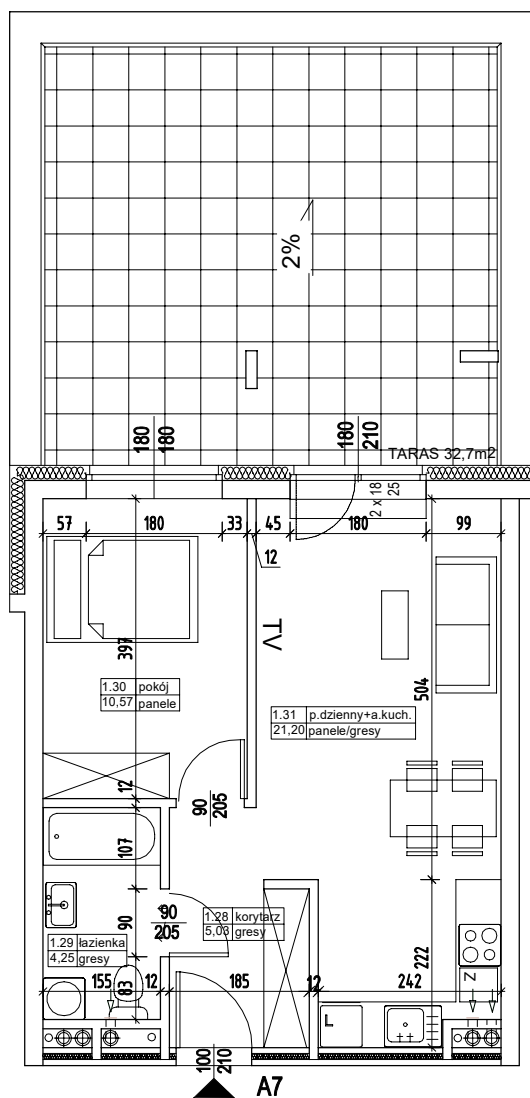 2%
180
180
180
210
TARAS 32,7m2
2 x 18
25
57
180
33
45
180
99
12
397
TV
504
1.30 pokój
10,57 panele
1.31 p.dzienny+a.kuch.
21,20 panele/gresy
12
90
205
107
90
90
205
1.28 korytarz
5,03 gresy
1.29 łazienka
4,25 gresy
222
Z
155
83
12
185
12
242
L
100
210
A7